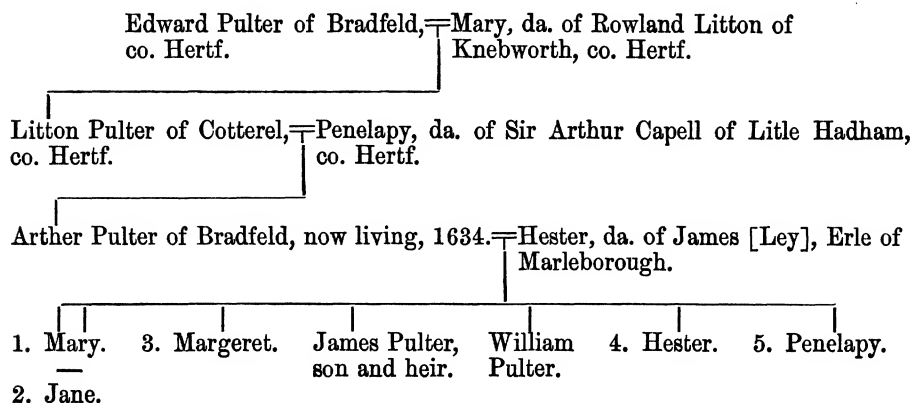 Edward Pulter of Bradfeld,╤Mary, da. of Rowland Litton of
co. Hertf. Knebworth, co. Hertf.
Litton Pulter of Cotterel,╤Penelapy, da. of Sir Arthur Capell of Litle Hadham,
co. Hertf. co. Hertf.
Arther Pulter of Bradfeld, now living, 1634.╤Hester, da. of James [Ley], Erle of
Marleborough.
1. Mary. 3. Margeret. James Pulter, William 4. Hester. 5. Penelapy.
son and heir. Pulter.
2. Jane.